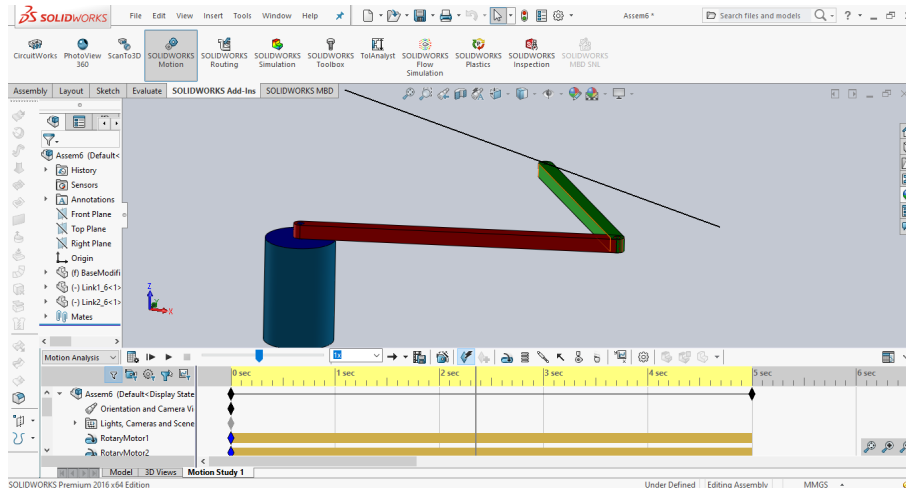 SOLIDWORKS File Edit View Insert Tools Window Help Assem6 * Search files and models ?
CircuitWorks PhotoView 360 ScanTo3D SOLIDWORKS Motion SOLIDWORKS Routing SOLIDWORKS Simulation SOLIDWORKS Toolbox TolAnalyst SOLIDWORKS Flow Simulation SOLIDWORKS Plastics SOLIDWORKS Inspection SOLIDWORKS MBD SNL
Assembly Layout Sketch Evaluate SOLIDWORKS Add-Ins SOLIDWORKS MBD
Assem6 (Default<
History
Sensors
Annotations
Front Plane
Top Plane
Right Plane
Origin
(f) BaseModifi
(-) Link1_6<1>
(-) Link2_6<1>
Mates
Z
X
Motion Analysis 1x
0 sec 1 sec 2 sec 3 sec 4 sec 5 sec 6 sec
Assem6 (Default<Display State
Orientation and Camera Vi
Lights, Cameras and Scene
RotaryMotor1
RotaryMotor2
Model 3D Views Motion Study 1
SOLIDWORKS Premium 2016 x64 Edition Under Defined Editing Assembly MMGS